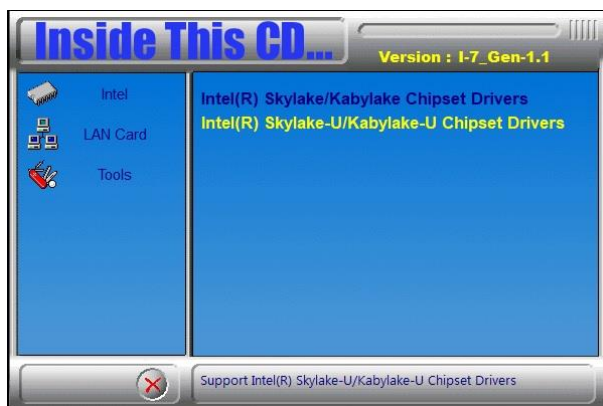 Inside This CD...
Version : I-7_Gen-1.1
Intel
LAN Card
Tools
Intel(R) Skylake/Kabylake Chipset Drivers
Intel(R) Skylake-U/Kabylake-U Chipset Drivers
Support Intel(R) Skylake-U/Kabylake-U Chipset Drivers